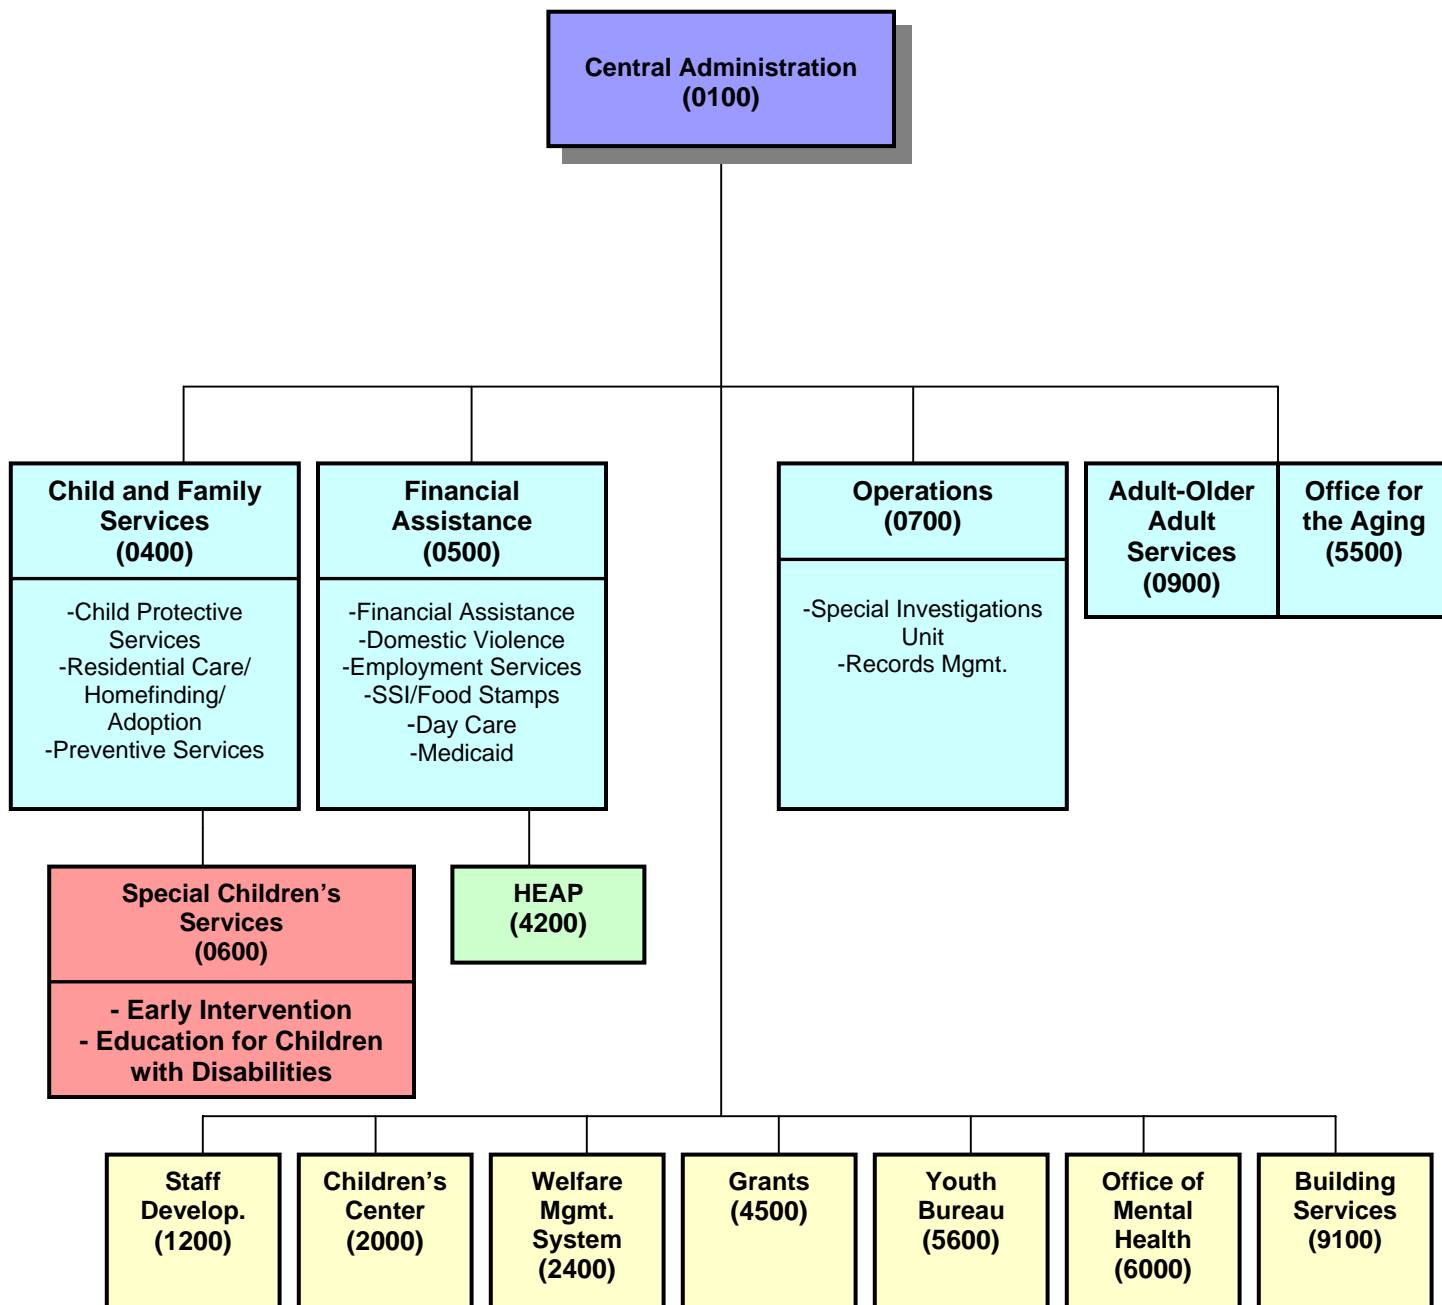 Central Administration
(0100)
Child and Family
Services
(0400)
-Child Protective
Services
-Residential Care/
Homefinding/
Adoption
-Preventive Services
Financial
Assistance
(0500)
-Financial Assistance
-Domestic Violence
-Employment Services
-SSI/Food Stamps
-Day Care
-Medicaid
Operations
(0700)
-Special Investigations
Unit
-Records Mgmt.
Adult-Older
Adult
Services
(0900)
Office for
the Aging
(5500)
Special Children’s
Services
(0600)
- Early Intervention
- Education for Children
with Disabilities
HEAP
(4200)
Staff
Develop.
(1200)
Children’s
Center
(2000)
Welfare
Mgmt.
System
(2400)
Grants
(4500)
Youth
Bureau
(5600)
Office of
Mental
Health
(6000)
Building
Services
(9100)